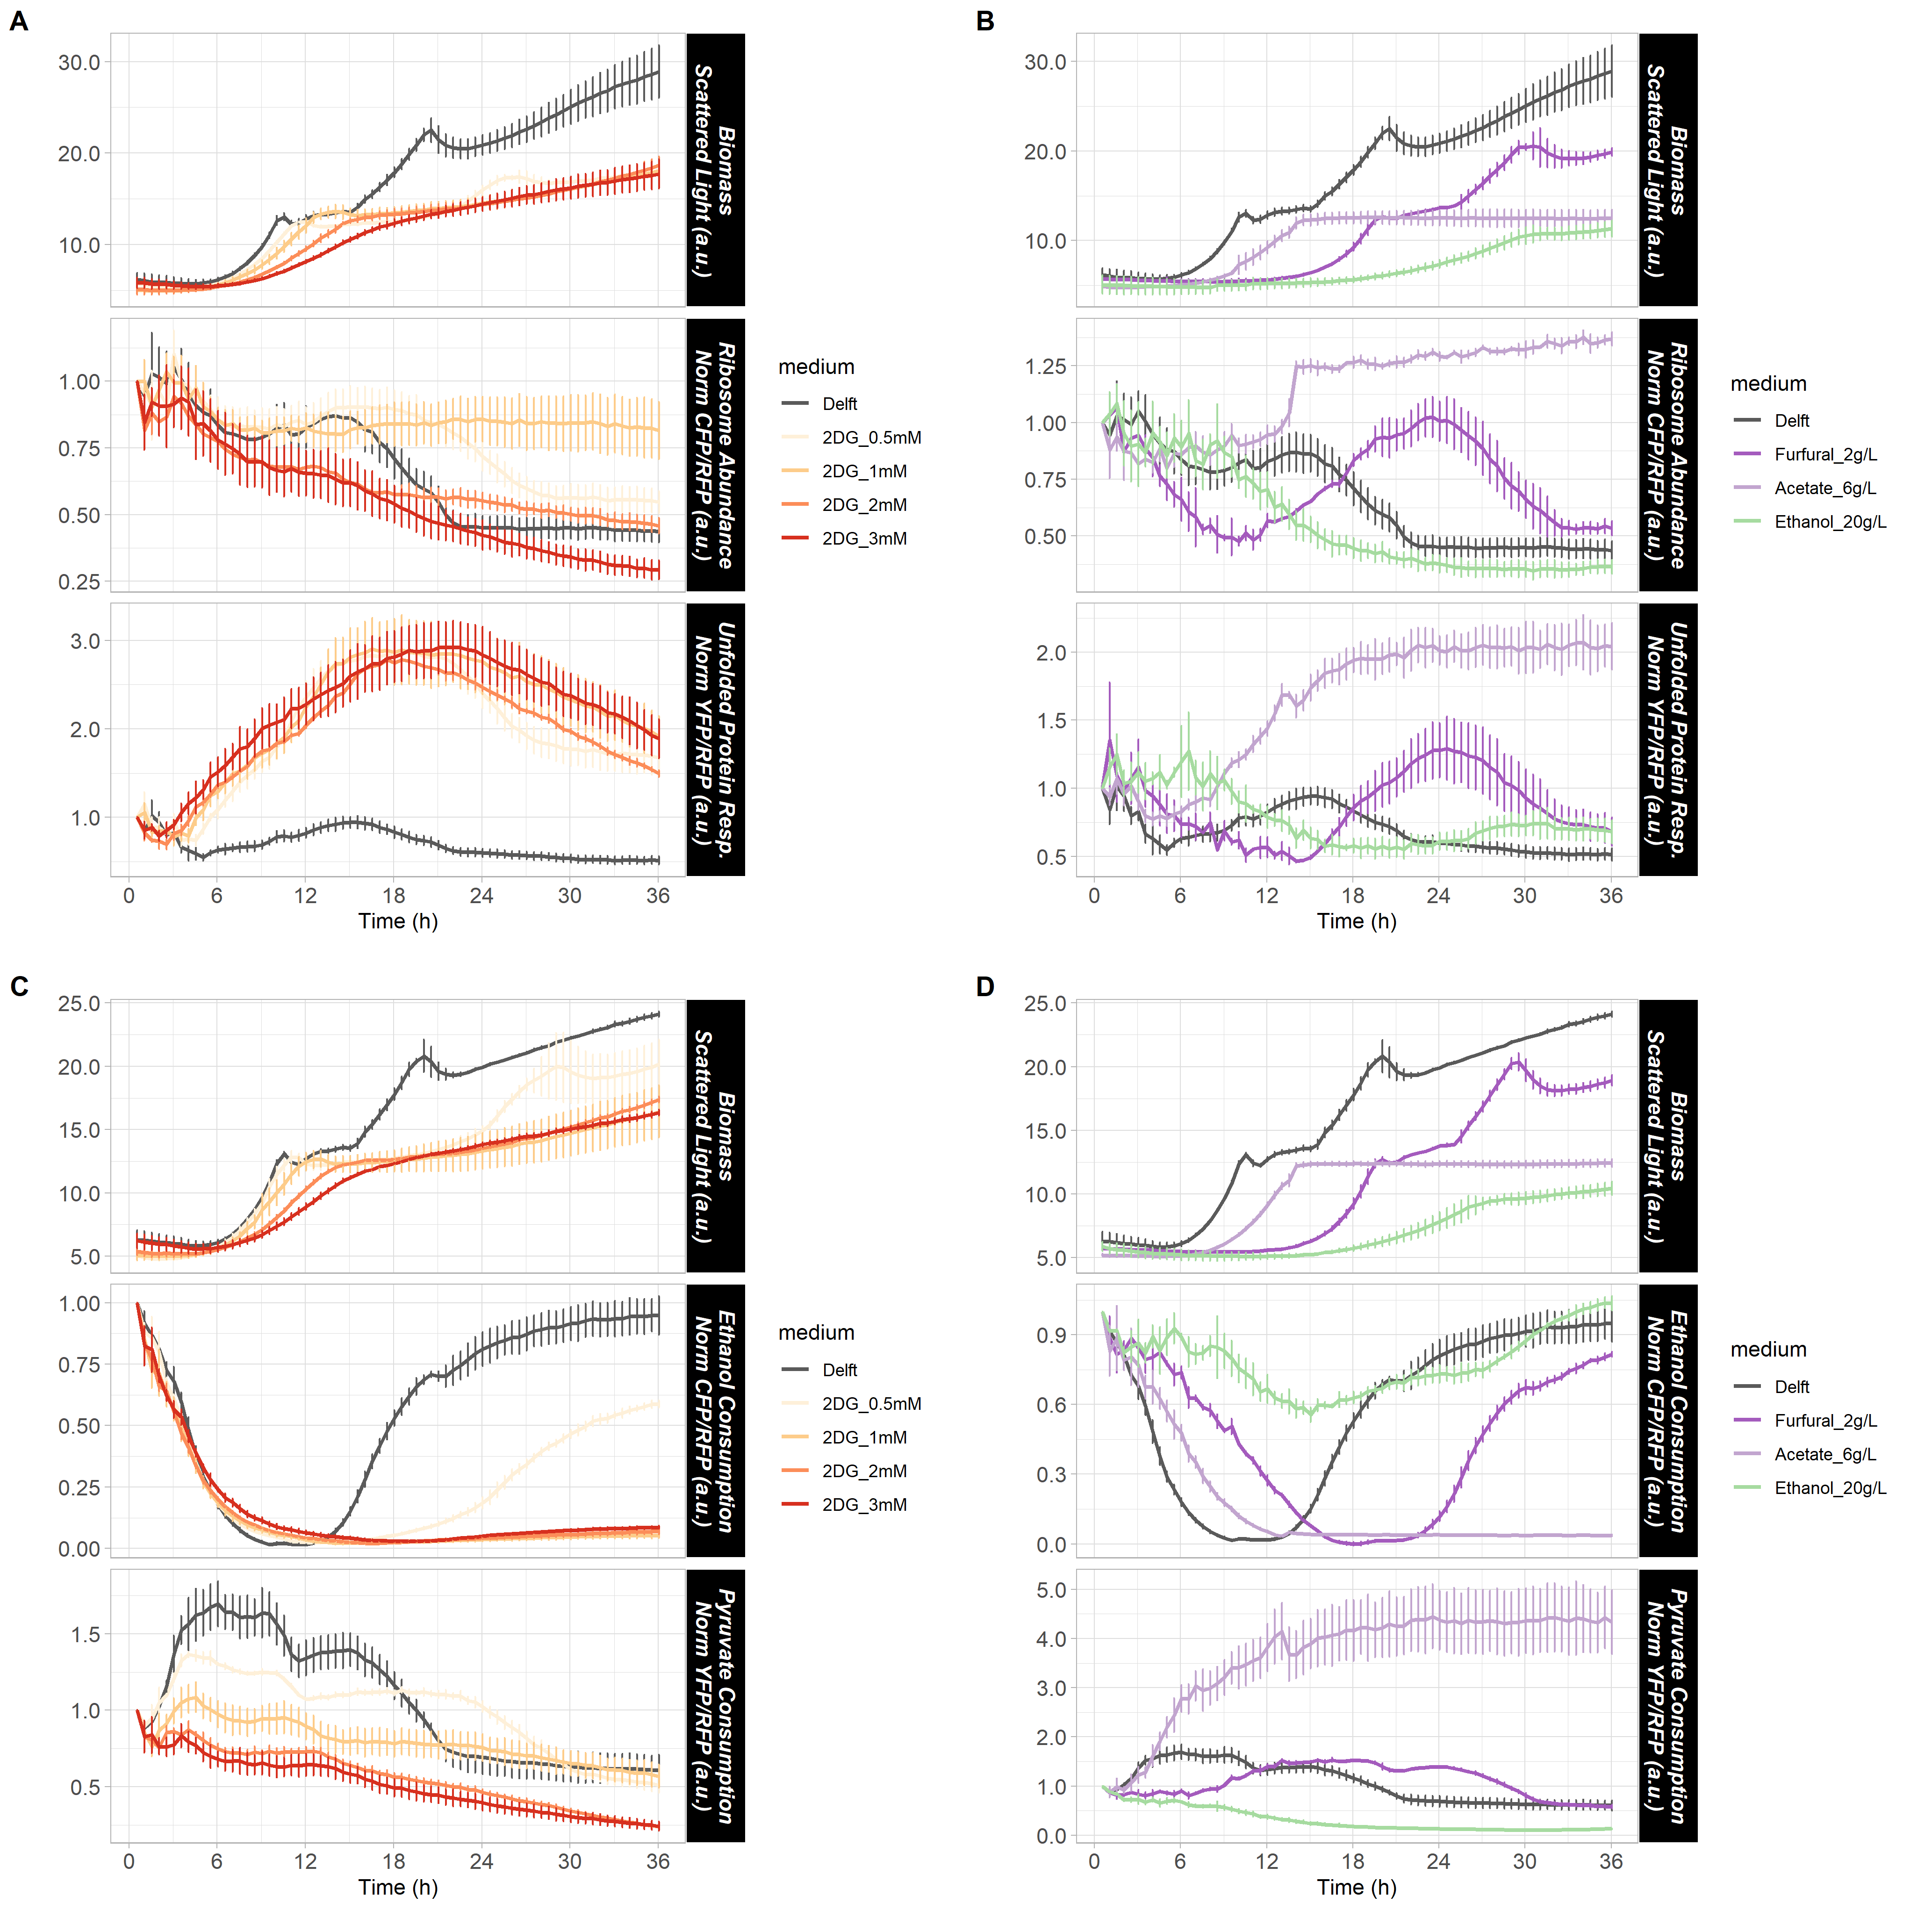 A
30.0
20.0
10.0
Biomass
Scattered Light (a.u.)
1.00
0.75
0.50
0.25
Ribosome Abundance
Norm CFP/RFP (a.u.)
3.0
2.0
1.0
Unfolded Protein Resp.
Norm YFP/RFP (a.u.)
0 6 12 18 24 30 36
Time (h)
medium
Delft
2DG_0.5mM
2DG_1mM
2DG_2mM
2DG_3mM
B
30.0
20.0
10.0
Biomass
Scattered Light (a.u.)
1.25
1.00
0.75
0.50
Ribosome Abundance
Norm CFP/RFP (a.u.)
2.0
1.5
1.0
0.5
Unfolded Protein Resp.
Norm YFP/RFP (a.u.)
0 6 12 18 24 30 36
Time (h)
medium
Delft
Furfural_2g/L
Acetate_6g/L
Ethanol_20g/L
C
25.0
20.0
15.0
10.0
5.0
Biomass
Scattered Light (a.u.)
1.00
0.75
0.50
0.25
0.00
Ethanol Consumption
Norm CFP/RFP (a.u.)
1.5
1.0
0.5
Pyruvate Consumption
Norm YFP/RFP (a.u.)
0 6 12 18 24 30 36
Time (h)
medium
Delft
2DG_0.5mM
2DG_1mM
2DG_2mM
2DG_3mM
D
25.0
20.0
15.0
10.0
5.0
Biomass
Scattered Light (a.u.)
0.9
0.6
0.3
0.0
Ethanol Consumption
Norm CFP/RFP (a.u.)
5.0
4.0
3.0
2.0
1.0
0.0
Pyruvate Consumption
Norm YFP/RFP (a.u.)
0 6 12 18 24 30 36
Time (h)
medium
Delft
Furfural_2g/L
Acetate_6g/L
Ethanol_20g/L